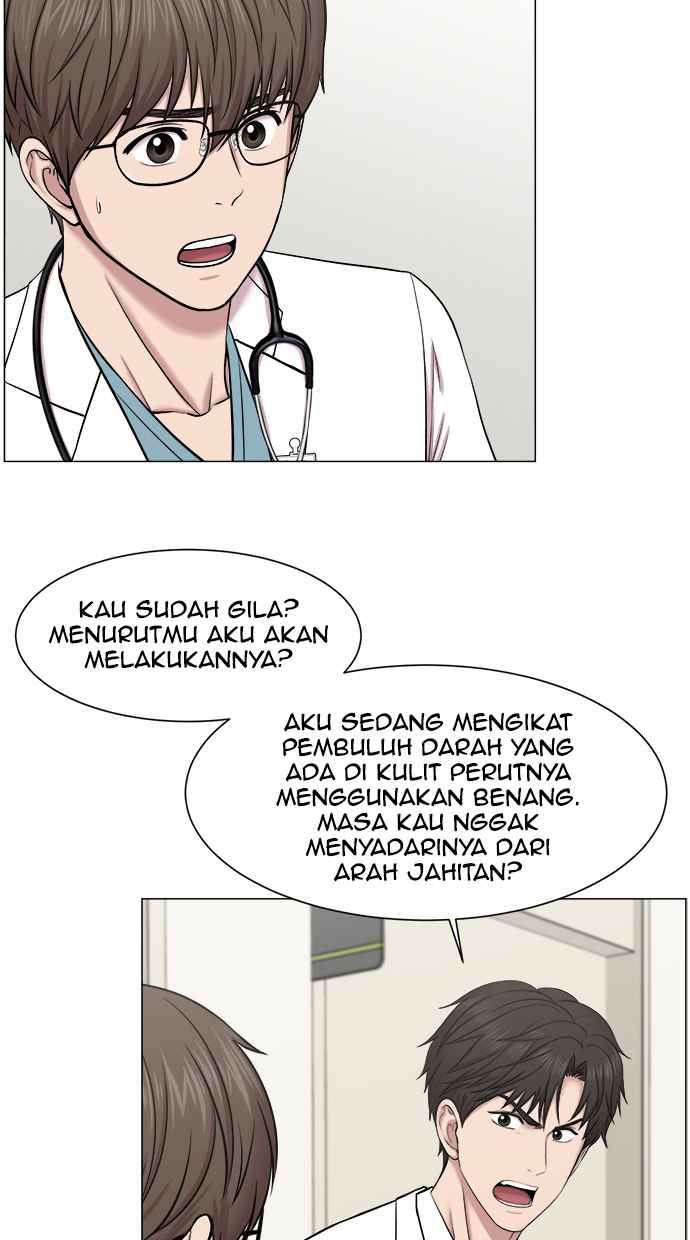 KAU SUDAH GILA?
MENURUTMU AKU AKAN
MELAKUKANNYA?
AKU SEDANG MENGIKAT
PEMBULUH DARAH YANG
ADA DI KULIT PERUTNYA
MENGGUNAKAN BENANG.
MASA KAU NGGAK
MENYADARINYA DARI
ARAH JAHITAN?